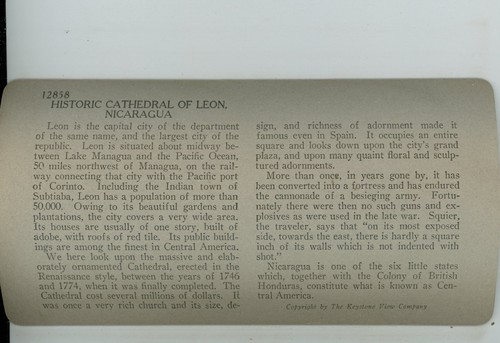 12858
HISTORIC CATHEDRAL OF LEON,
NICARAGUA
Leon is the capital city of the department
of the same name, and the largest city of the
republic. Leon is situated about midway be-
tween Lake Managua and the Pacific Ocean,
50 miles northwest of Managua, on the rail-
way connecting that city with the Pacific port
of Corinto. Including the Indian town of
Subtiaba, Leon has a population of more than
50,000. Owing to its beautiful gardens and
plantations, the city covers a very wide area.
Its houses are usually of one story, built of
adobe, with roofs of red tile. Its public build-
ings are among the finest in Central America.
We here look upon the massive and elab-
orately ornamented Cathedral, erected in the
Renaissance style, between the years of 1746
and 1774, when it was finally completed. The
Cathedral cost several millions of dollars. It
was once a very rich church and its size, de-
sign, and richness of adornment made it
famous even in Spain. It occupies an entire
square and looks down upon the city's grand
plaza, and upon many quaint floral and sculp-
tured adornments.
More than once, in years gone by, it has
been converted into a fortress and has endured
the cannonade of a besieging army. Fortu-
nately there were then no such guns and ex-
plosives as were used in the late war. Squier,
the traveler, says that "on its most exposed
side, towards the east, there is hardly a square
inch of its walls which is not indented with
shot."
Nicaragua is one of the six little states
which, together with the Colony of British
Honduras, constitute what is known as Cen-
tral America.
Copyright by The Keystone View Company